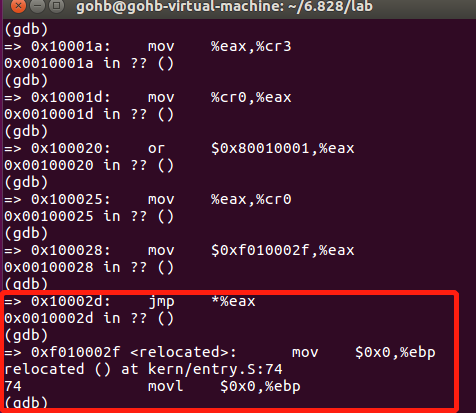 gohb@gohb-virtual-machine: ~/6.828/lab
(gdb)
=> 0x10001a: mov %eax,%cr3
0x0010001a in ?? ()
(gdb)
=> 0x10001d: mov %cr0,%eax
0x0010001d in ?? ()
(gdb)
=> 0x100020: or $0x80010001,%eax
0x00100020 in ?? ()
(gdb)
=> 0x100025: mov %eax,%cr0
0x00100025 in ?? ()
(gdb)
=> 0x100028: mov $0xf010002f,%eax
0x00100028 in ?? ()
(gdb)
=> 0x10002d: jmp *%eax
0x0010002d in ?? ()
(gdb)
=> 0xf010002f <relocated>: mov $0x0,%ebp
relocated () at kern/entry.S:74
74 movl $0x0,%ebp
(gdb)